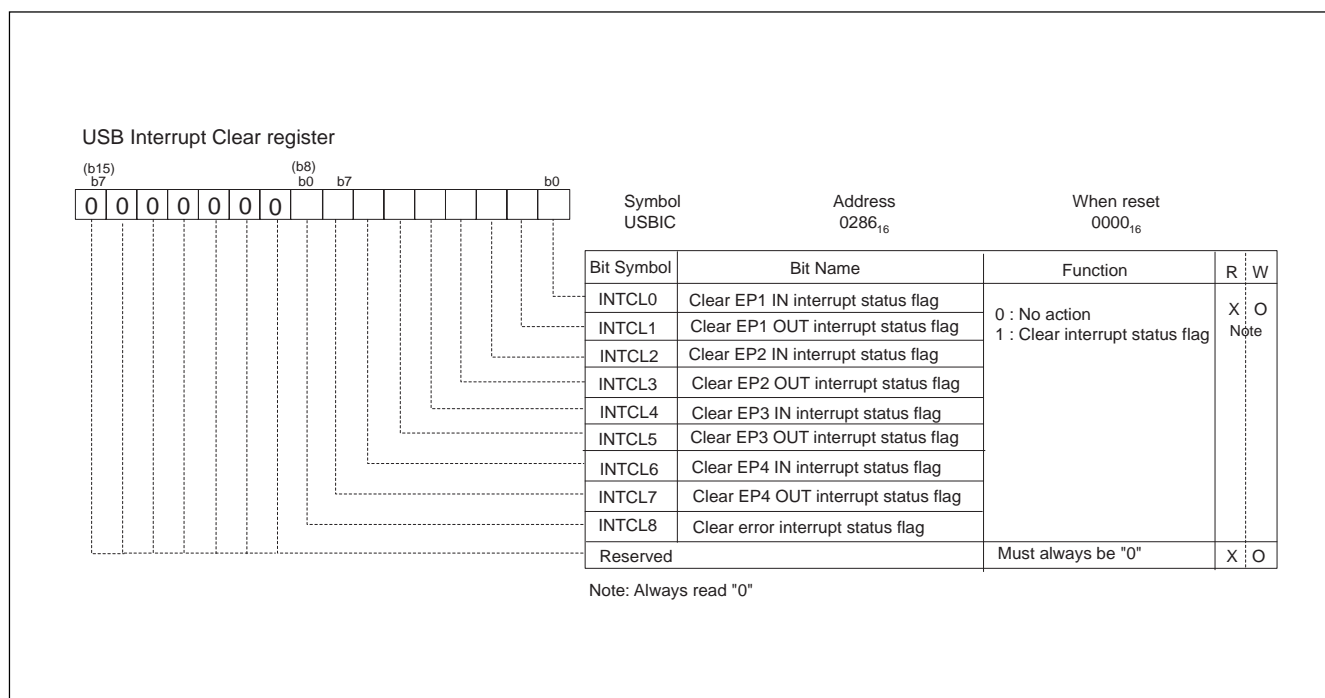 USB Interrupt Clear register
(b15) (b8)
b7 b0 b7 b0
0 0 0 0 0 0 0
Symbol Address When reset
USBIC 0286₁₆ 0000₁₆
Bit Symbol Bit Name Function R W
INTCL0 Clear EP1 IN interrupt status flag 0 : No action X O
INTCL1 Clear EP1 OUT interrupt status flag 1 : Clear interrupt status flag Note
INTCL2 Clear EP2 IN interrupt status flag
INTCL3 Clear EP2 OUT interrupt status flag
INTCL4 Clear EP3 IN interrupt status flag
INTCL5 Clear EP3 OUT interrupt status flag
INTCL6 Clear EP4 IN interrupt status flag
INTCL7 Clear EP4 OUT interrupt status flag
INTCL8 Clear error interrupt status flag
Reserved Must always be "0" X O
Note: Always read "0"